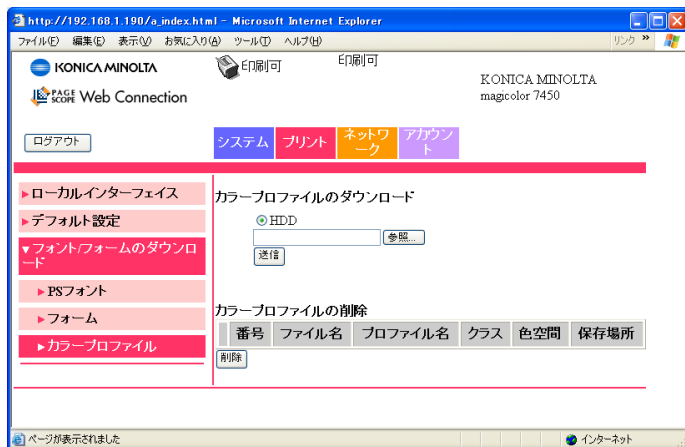 http://192.168.1.190/a_index.html - Microsoft Internet Explorer
ファイル(F) 編集(E) 表示(V) お気に入り(A) ツール(T) ヘルプ(H) リンク »
KONICA MINOLTA
印刷可
印刷可
KONICA MINOLTA
magicolor 7450
PAGE SCOPE Web Connection
ログアウト
システム
プリント
ネットワ
ーク
アカウン
ト
ローカルインターフェイス
デフォルト設定
フォント/フォームのダウンロ
ード
PSフォント
フォーム
カラープロファイル
カラープロファイルのダウンロード
HDD
参照...
送信
カラープロファイルの削除
番号 ファイル名 プロファイル名 クラス 色空間 保存場所
削除
ページが表示されました
インターネット